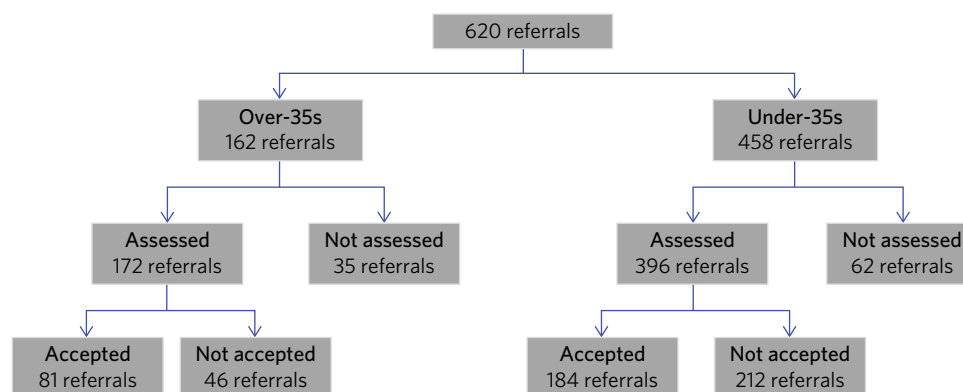 620 referrals
Over-35s
162 referrals
Under-35s
458 referrals
Assessed
172 referrals
Not assessed
35 referrals
Assessed
396 referrals
Not assessed
62 referrals
Accepted
81 referrals
Not accepted
46 referrals
Accepted
184 referrals
Not accepted
212 referrals